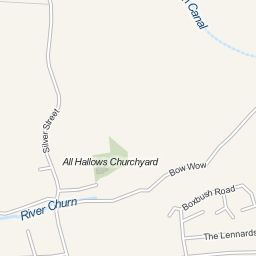 Canal
Silver Street
All Hallows Churchyard
Bow Wow
Boxbush Road
River Churn
The Lennards